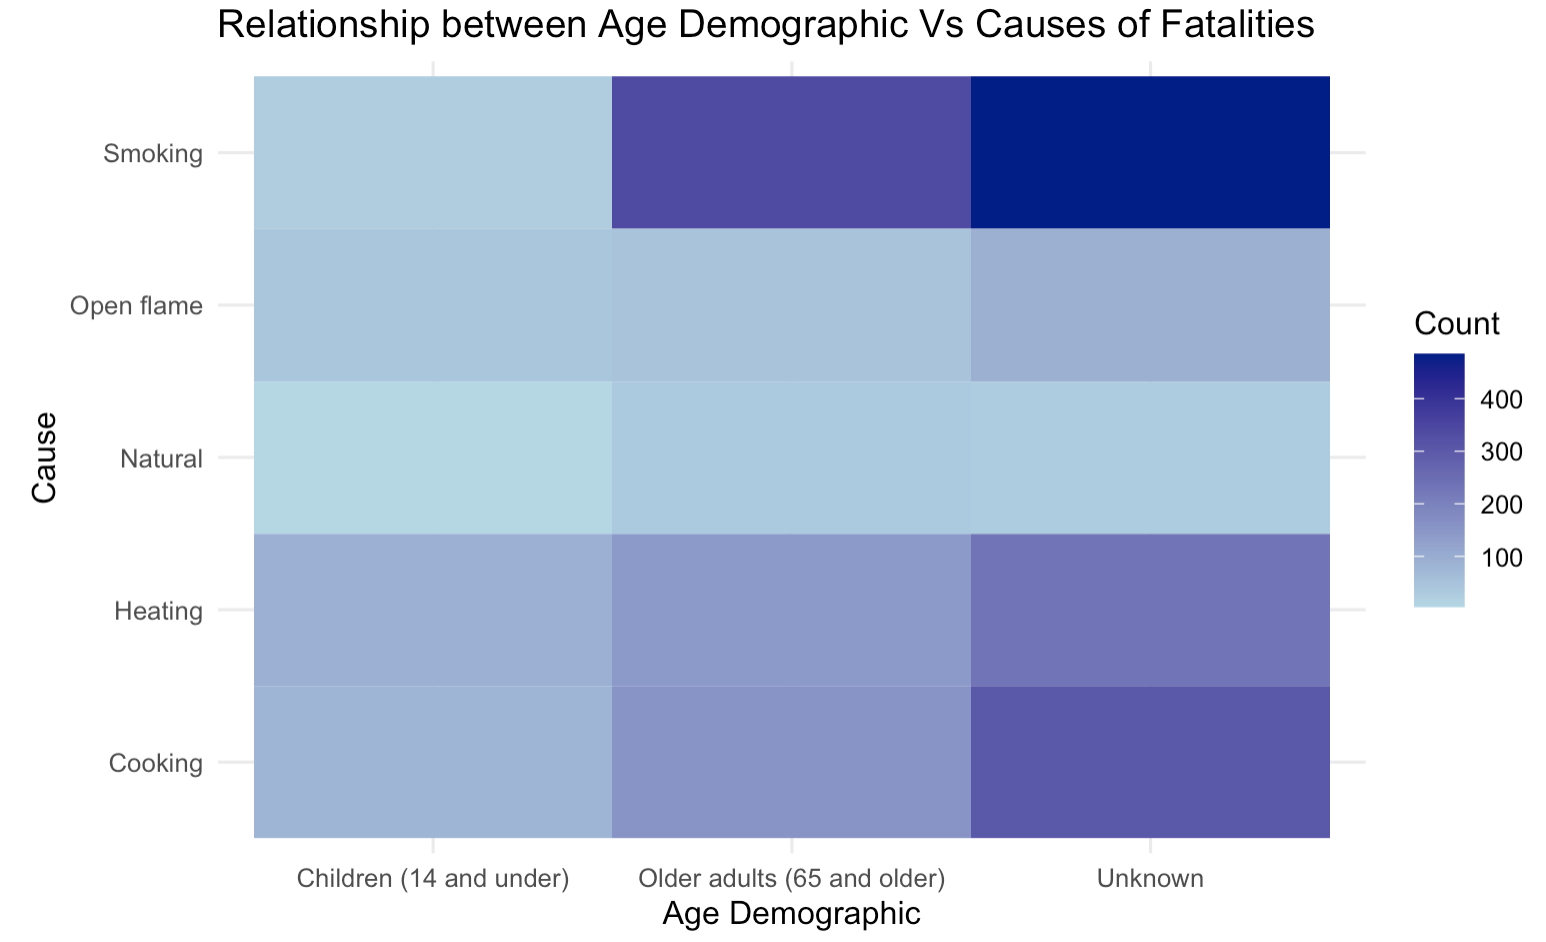 Relationship between Age Demographic Vs Causes of Fatalities
Smoking
Open flame
Natural
Heating
Cooking
Cause
Children (14 and under)
Older adults (65 and older)
Unknown
Age Demographic
Count
400
300
200
100